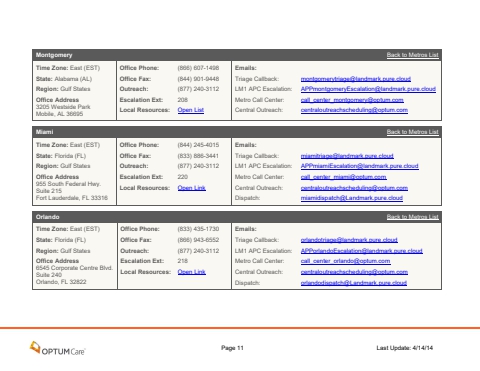 Montgomery Back to Metros List
Time Zone: East (EST) Office Phone: (866) 607-1498 Emails:
State: Alabama (AL) Office Fax: (844) 901-9448 Triage Callback: montgomerytriage@landmark.pure.cloud
Region: Gulf States Outreach: (877) 240-3112 LM1 APC Escalation: APPmontgomeryEscalation@landmark.pure.cloud
Office Address Escalation Ext: 208 Metro Call Center: call_center_montgomery@optum.com
3205 Westside Park Local Resources: Open List Central Outreach: centraloutreachscheduling@optum.com
Mobile, AL 36695
Miami Back to Metros List
Time Zone: East (EST) Office Phone: (844) 245-4015 Emails:
State: Florida (FL) Office Fax: (833) 886-3441 Triage Callback: miamitriage@landmark.pure.cloud
Region: Gulf States Outreach: (877) 240-3112 LM1 APC Escalation: APPmiamiEscalation@landmark.pure.cloud
Office Address Escalation Ext: 220 Metro Call Center: call_center_miami@optum.com
955 South Federal Hwy. Local Resources: Open Link Central Outreach: centraloutreachscheduling@optum.com
Suite 215
Fort Lauderdale, FL 33316 Dispatch: miamidispatch@Landmark.pure.cloud
Orlando Back to Metros List
Time Zone: East (EST) Office Phone: (833) 435-1730 Emails:
State: Florida (FL) Office Fax: (866) 943-6552 Triage Callback: orlandotriage@landmark.pure.cloud
Region: Gulf States Outreach: (877) 240-3112 LM1 APC Escalation: APPorlandoEscalation@landmark.pure.cloud
Office Address Escalation Ext: 218 Metro Call Center: call_center_orlando@optum.com
6545 Corporate Centre Blvd. Local Resources: Open Link Central Outreach: centraloutreachscheduling@optum.com
Suite 240
Orlando, FL 32822 Dispatch: orlandodispatch@Landmark.pure.cloud
OPTUMCare Page 11 Last Update: 4/14/14